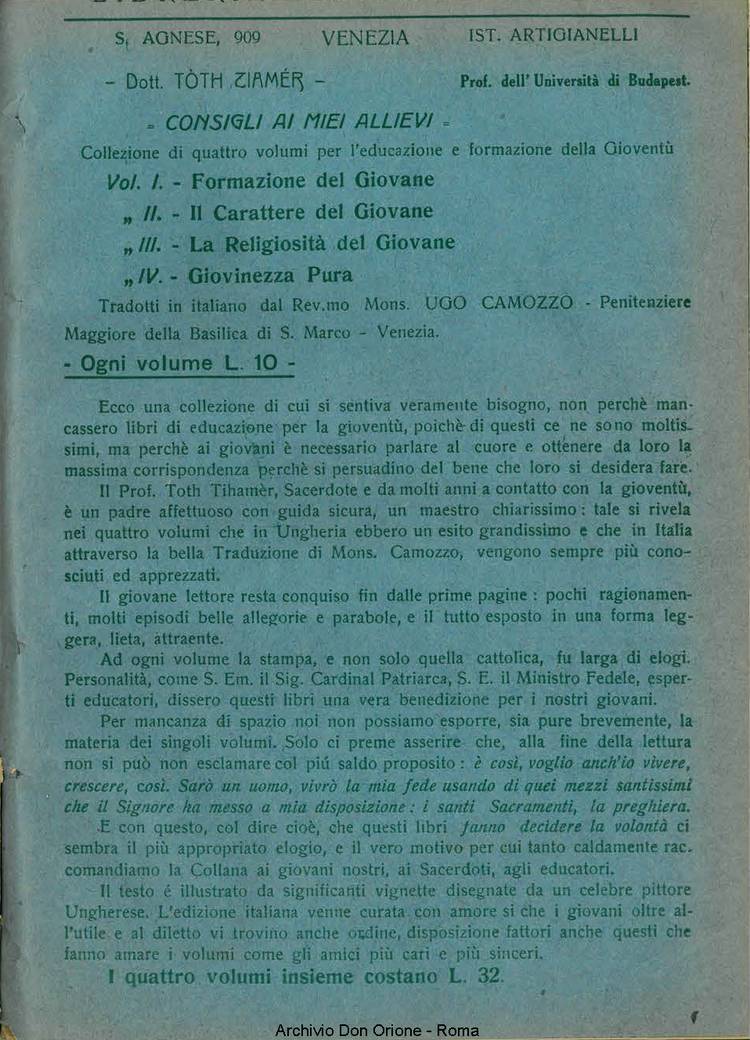 S. AGNESE, 909 VENEZIA IST. ARTIGIANELLI
- Dott. TÒTH ZIAMÉR - Prof. dell' Università di Budapest.
= CONSIGLI AI MIEI ALLIEVI =
Collezione di quattro volumi per l'educazione e formazione della Gioventù
Vol. I. - Formazione del Giovane
„ II. - Il Carattere del Giovane
„ III. - La Religiosità del Giovane
„ IV. - Giovinezza Pura
Tradotti in italiano dal Rev.mo Mons. UGO CAMOZZO - Penitenziere
Maggiore della Basilica di S. Marco - Venezia.
- Ogni volume L. 10 -
Ecco una collezione di cui si sentiva veramente bisogno, non perchè man-
cassero libri di educazione per la gioventù, poichè di questi ce ne sono moltis-
simi, ma perchè ai giovani è necessario parlare al cuore e ottenere da loro la
massima corrispondenza perchè si persuadino del bene che loro si desidera fare.
Il Prof. Toth Tihamèr, Sacerdote e da molti anni a contatto con la gioventù,
è un padre affettuoso con guida sicura, un maestro chiarissimo : tale si rivela
nei quattro volumi che in Ungheria ebbero un esito grandissimo e che in Italia
attraverso la bella Traduzione di Mons. Camozzo, vengono sempre più cono-
sciuti ed apprezzati.
Il giovane lettore resta conquiso fin dalle prime pagine : pochi ragionamen-
ti, molti episodi belle allegorie e parabole, e il tutto esposto in una forma leg-
gera, lieta, attraente.
Ad ogni volume la stampa, e non solo quella cattolica, fu larga di elogi.
Personalità, come S. Em. il Sig. Cardinal Patriarca, S. E. il Ministro Fedele, esper-
ti educatori, dissero questi libri una vera benedizione per i nostri giovani.
Per mancanza di spazio noi non possiamo esporre, sia pure brevemente, la
materia dei singoli volumi. Solo ci preme asserire che, alla fine della lettura
non si può non esclamare col piú saldo proposito : è così, voglio anch'io vivere,
crescere, così. Sarò un uomo, vivrò la mia fede usando di quei mezzi santissimi
che il Signore ha messo a mia disposizione : i santi Sacramenti, la preghiera.
E con questo, col dire cioè, che questi libri fanno decidere la volontà ci
sembra il più appropriato elogio, e il vero motivo per cui tanto caldamente rac.
comandiamo la Collana ai giovani nostri, ai Sacerdoti, agli educatori.
Il testo é illustrato da significanti vignette disegnate da un celebre pittore
Ungherese. L'edizione italiana venne curata con amore si che i giovani oltre al-
l'utile e al diletto vi trovino anche ordine, disposizione fattori anche questi che
fanno amare i volumi come gli amici più cari e più sinceri.
I quattro volumi insieme costano L. 32.
Archivio Don Orione - Roma